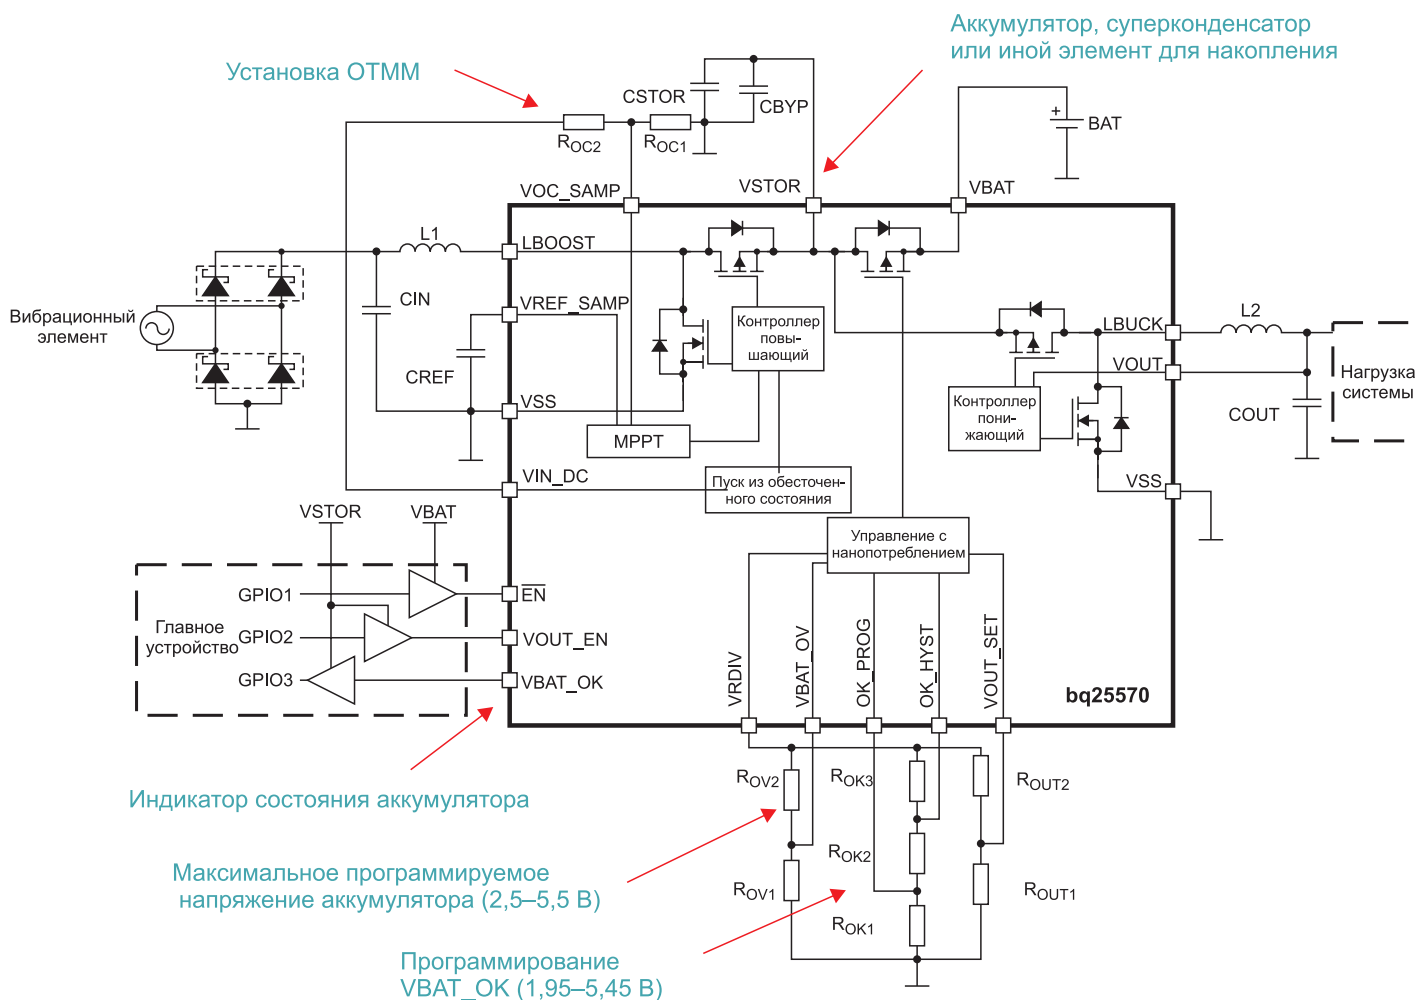 Аккумулятор, суперконденсатор
или иной элемент для накопления
Установка ОТММ
CSTOR
CBYP
ROC2
ROC1
BAT
+
VOC_SAMP
VSTOR
VBAT
L1
LBOOST
CIN
VREF_SAMP
Вибрационный
элемент
CREF
VSS
Контроллер
повы-
шающий
LBUCK
L2
VOUT
Контроллер
пони-
жающий
COUT
Нагрузка
системы
MPPT
VIN_DC
Пуск из обесточен-
ного состояния
VSS
VSTOR
VBAT
Управление с
нанопотреблением
GPIO1
EN
Главное
устройство
GPIO2
VOUT_EN
GPIO3
VBAT_OK
VRDIV
VBAT_OV
OK_PROG
OK_HYST
VOUT_SET
bq25570
Индикатор состояния аккумулятора
ROV2
ROK3
ROUT2
Максимальное программируемое
напряжение аккумулятора (2,5–5,5 В)
ROV1
ROK2
ROUT1
ROK1
Программирование
VBAT_OK (1,95–5,45 В)